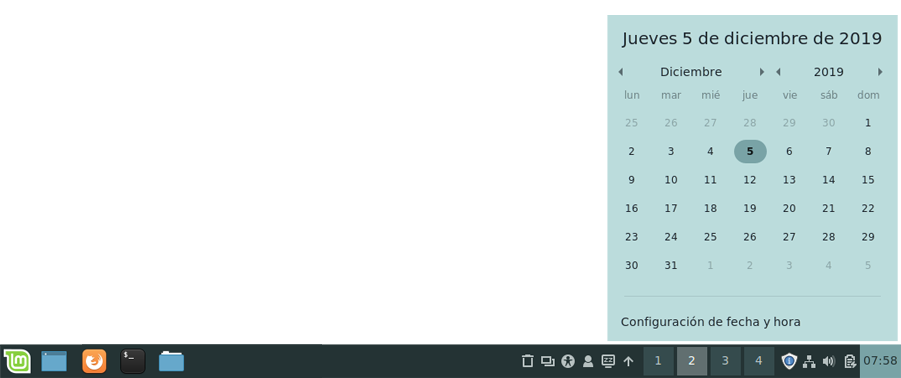 Jueves 5 de diciembre de 2019
Diciembre 2019
lun mar mié jue vie sáb dom
25 26 27 28 29 30 1
2 3 4 5 6 7 8
9 10 11 12 13 14 15
16 17 18 19 20 21 22
23 24 25 26 27 28 29
30 31 1 2 3 4 5
Configuración de fecha y hora
$_ 1 2 3 4 07:58